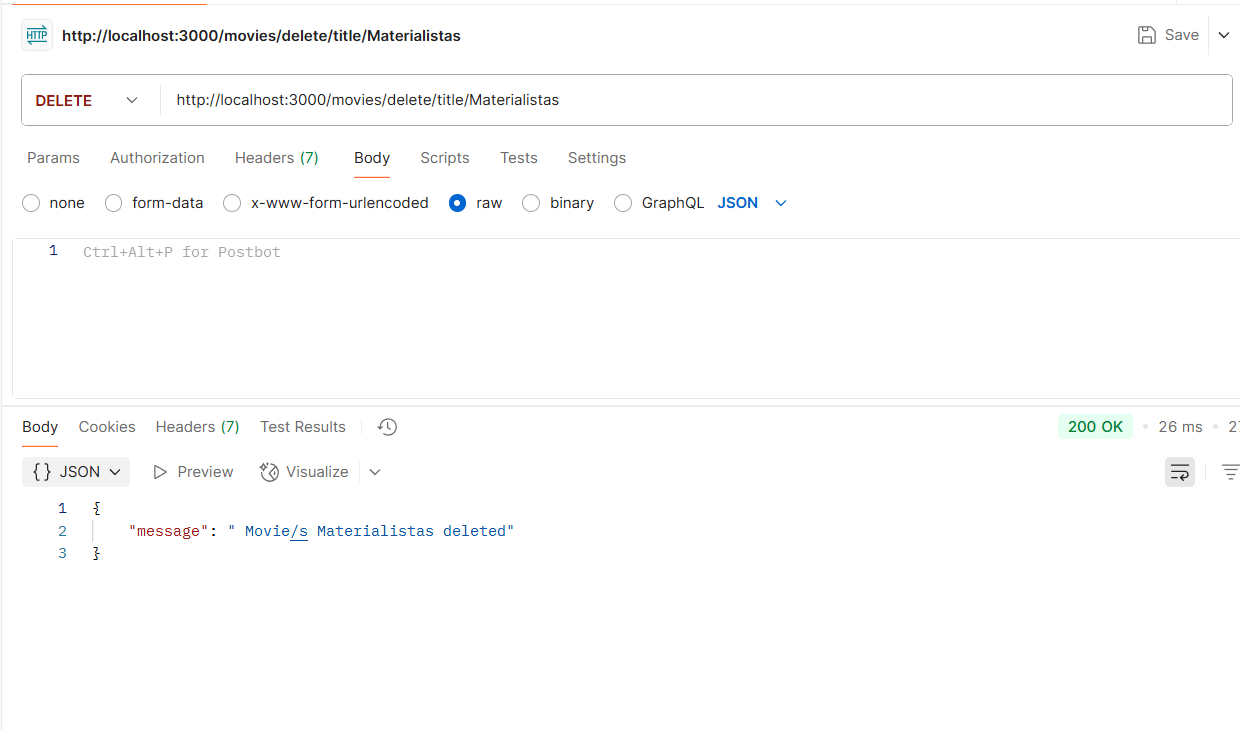 HTTP http://localhost:3000/movies/delete/title/Materialistas Save
DELETE http://localhost:3000/movies/delete/title/Materialistas
Params Authorization Headers (7) Body Scripts Tests Settings
none form-data x-www-form-urlencoded raw binary GraphQL JSON
1 Ctrl+Alt+P for Postbot
Body Cookies Headers (7) Test Results 200 OK • 26 ms •
{} JSON Preview Visualize
1 {
2 "message": " Movie/s Materialistas deleted"
3 }